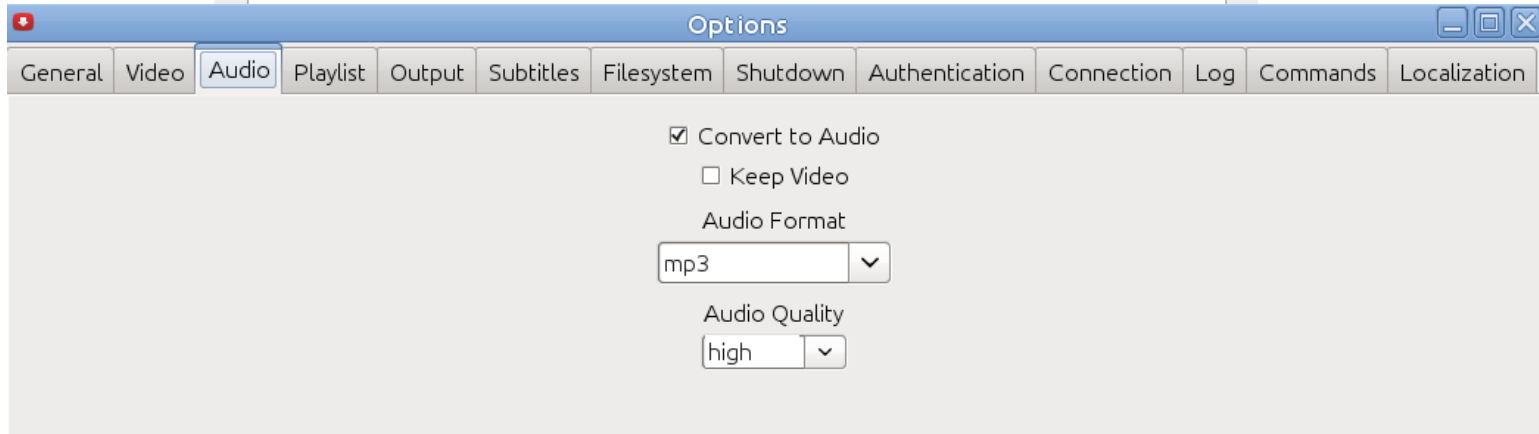 Options
General Video Audio Playlist Output Subtitles Filesystem Shutdown Authentication Connection Log Commands Localization
Convert to Audio
Keep Video
Audio Format
mp3
Audio Quality
high